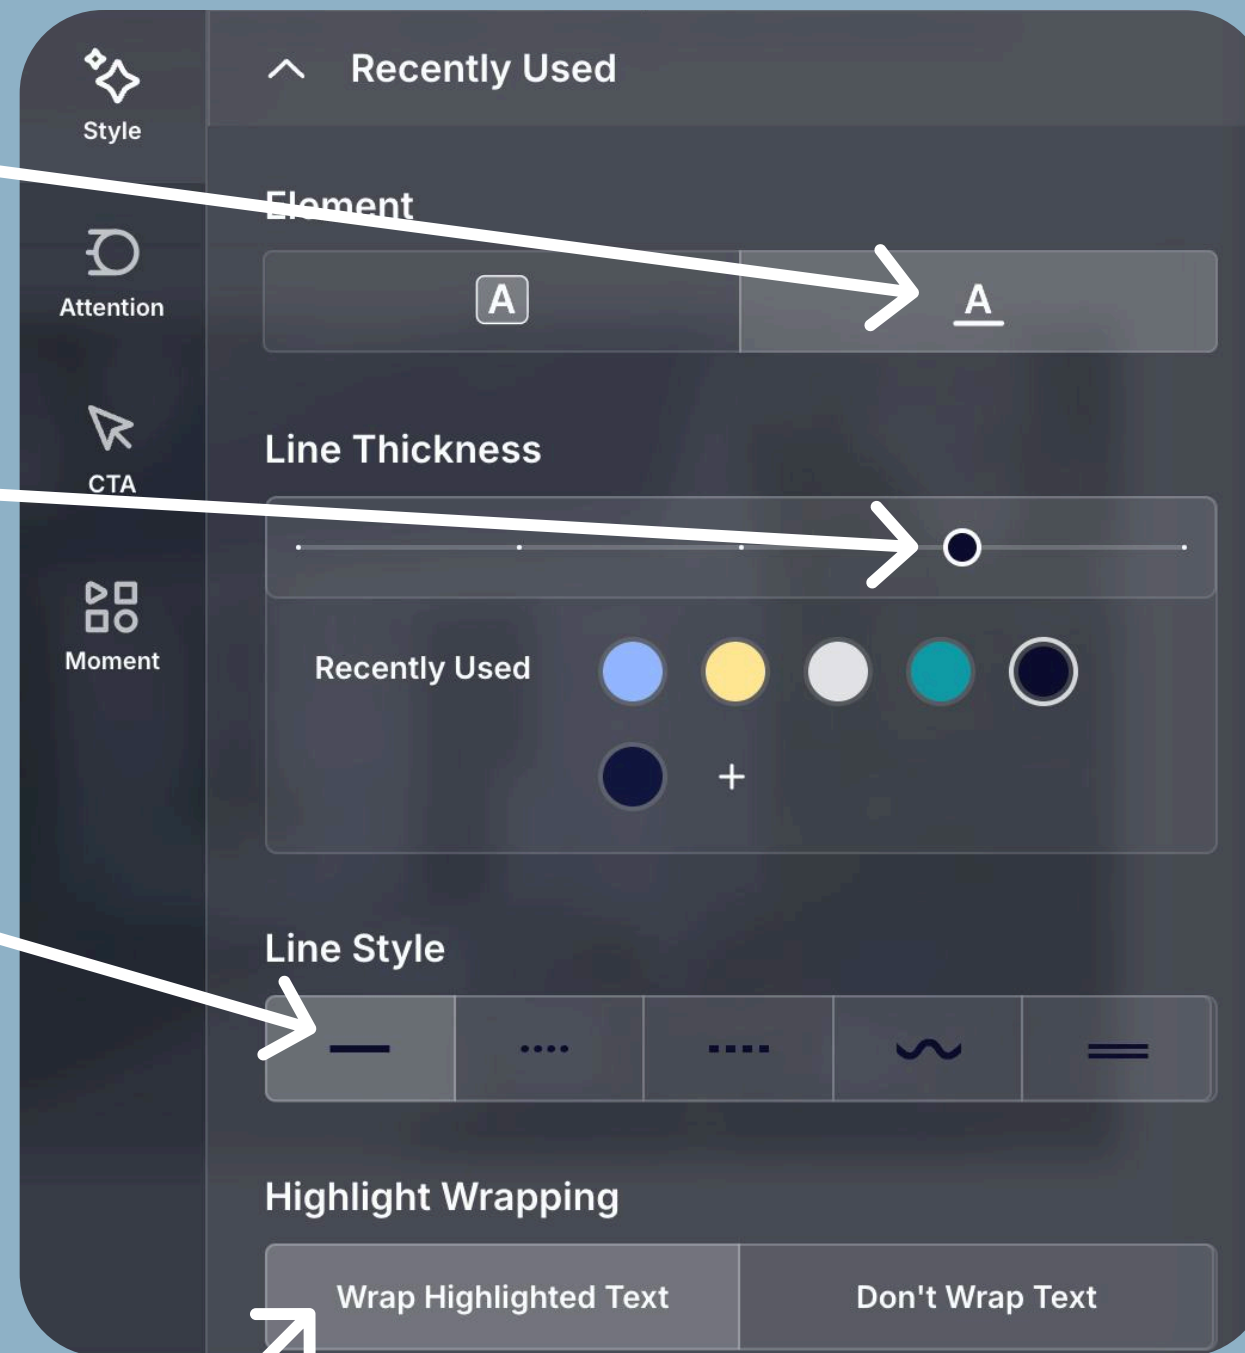 Style
Attention
CTA
Moment
Recently Used
Element
A
A
Line Thickness
Recently Used
+
Line Style
Highlight Wrapping
Wrap Highlighted Text
Don't Wrap Text